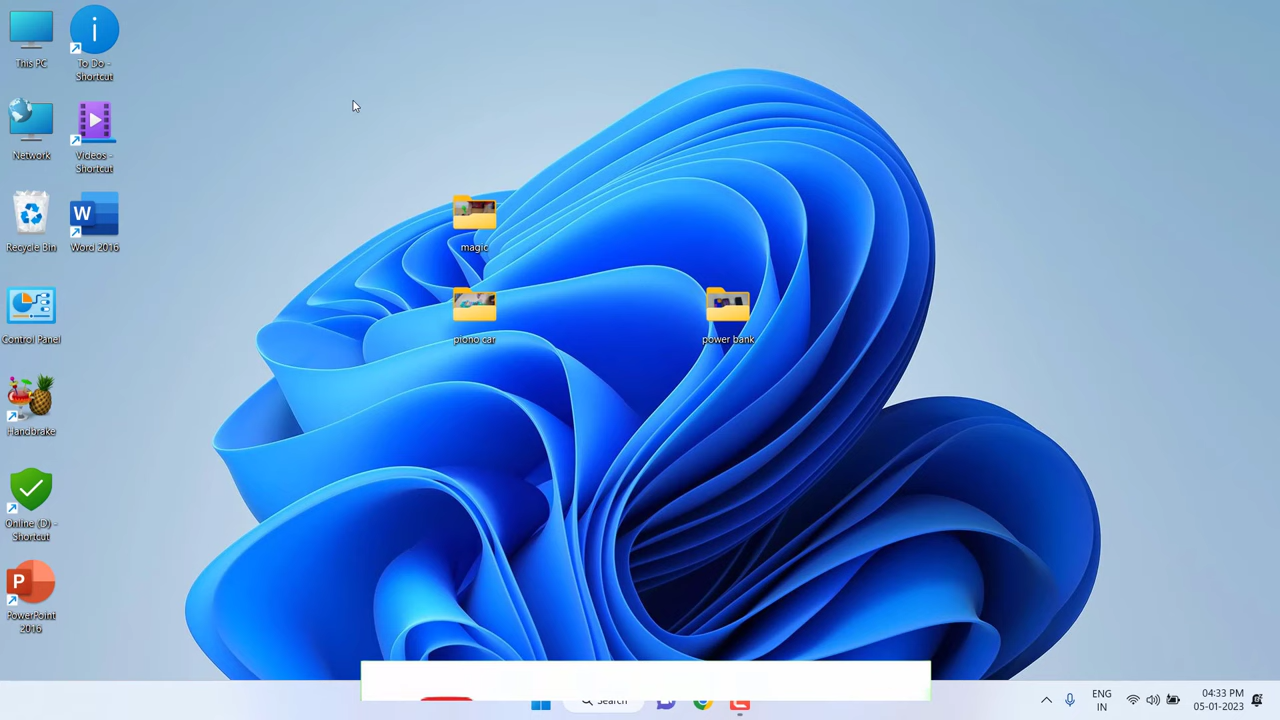 This PC
To Do -
Shortcut
Network
Videos -
Shortcut
Recycle Bin
W
Word 2016
Control Panel
Handbrake
Online (D) -
Shortcut
P
PowerPoint
2016
magic
piono car
power bank
Search
ENG
IN
04:33 PM
05-01-2023